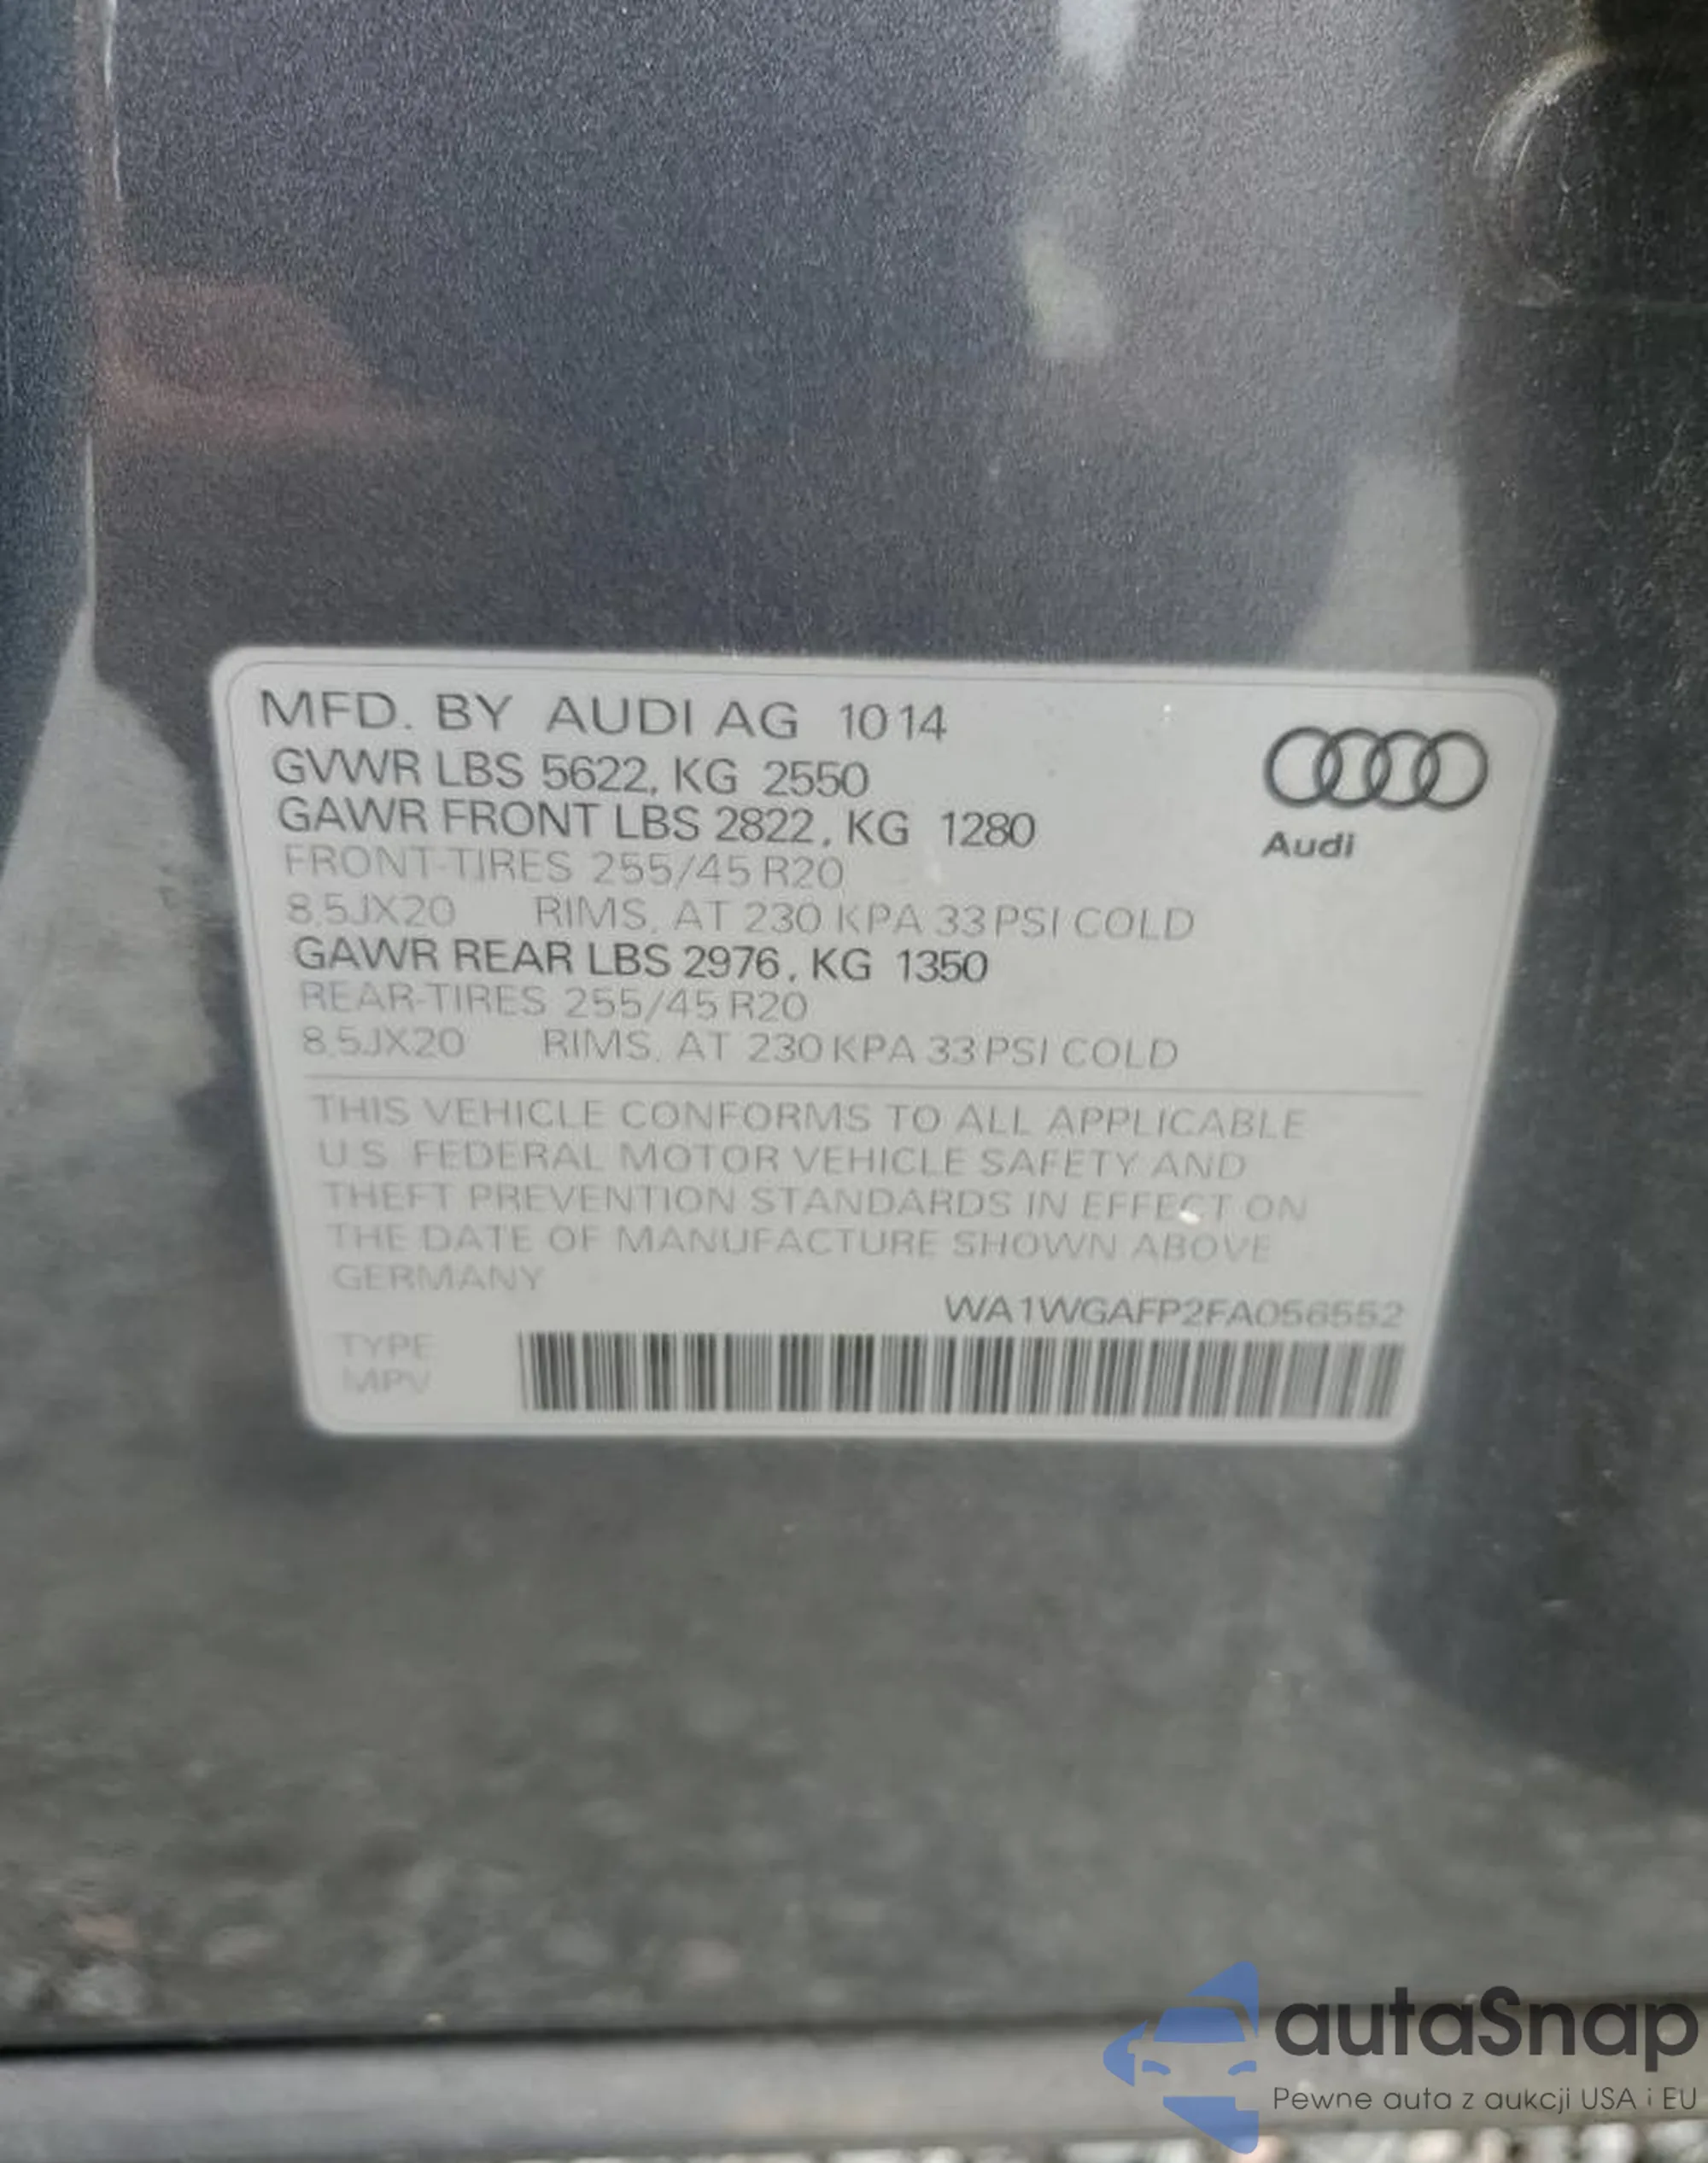 MFD. BY AUDI AG 1014
GVWR LBS 5622, KG 2550
GAWR FRONT LBS 2822, KG 1280
FRONT-TIRES 255/45 R20
8.5JX20 RIMS, AT 230 KPA 33 PSI COLD
GAWR REAR LBS 2976, KG 1350
REAR-TIRES 255/45 R20
8.5JX20 RIMS, AT 230 KPA 33 PSI COLD
Audi
THIS VEHICLE CONFORMS TO ALL APPLICABLE
U.S. FEDERAL MOTOR VEHICLE SAFETY AND
THEFT PREVENTION STANDARDS IN EFFECT ON
THE DATE OF MANUFACTURE SHOWN ABOVE
GERMANY
WA1WGAFP2FA056552
TYPE
MPV
autaSnap
Pewne auta z aukcji USA i EU